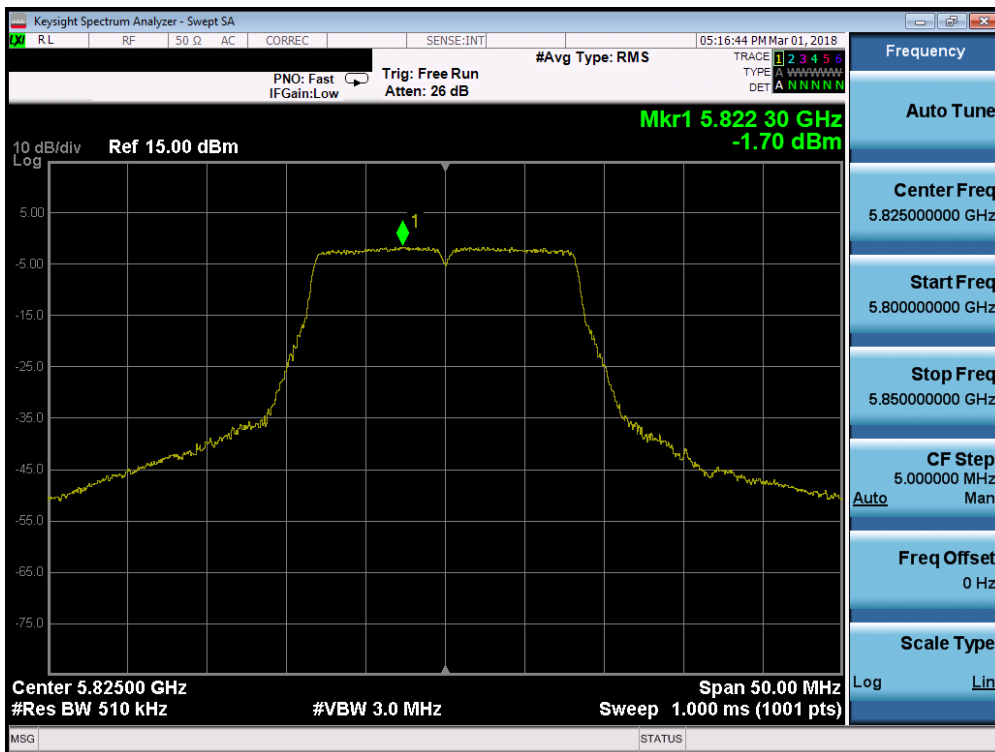 Keysight Spectrum Analyzer - Swept SA
LXI RL RF 50 Ω AC CORREC SENSE:INT 05:16:44 PM Mar 01, 2018
#Avg Type: RMS TRACE 1 2 3 4 5 6
PNO: Fast Trig: Free Run TYPE A WWWWW
IFGain:Low Atten: 26 dB DET A N N N N N
Mkr1 5.822 30 GHz
-1.70 dBm
10 dB/div Ref 15.00 dBm
Log
5.00
1
-5.00
-15.0
-25.0
-35.0
-45.0
-55.0
-65.0
-75.0
Center 5.82500 GHz Span 50.00 MHz
#Res BW 510 kHz #VBW 3.0 MHz Sweep 1.000 ms (1001 pts)
MSG STATUS
Frequency
Auto Tune
Center Freq
5.825000000 GHz
Start Freq
5.800000000 GHz
Stop Freq
5.850000000 GHz
CF Step
5.000000 MHz
Auto Man
Freq Offset
0 Hz
Scale Type
Log Lin